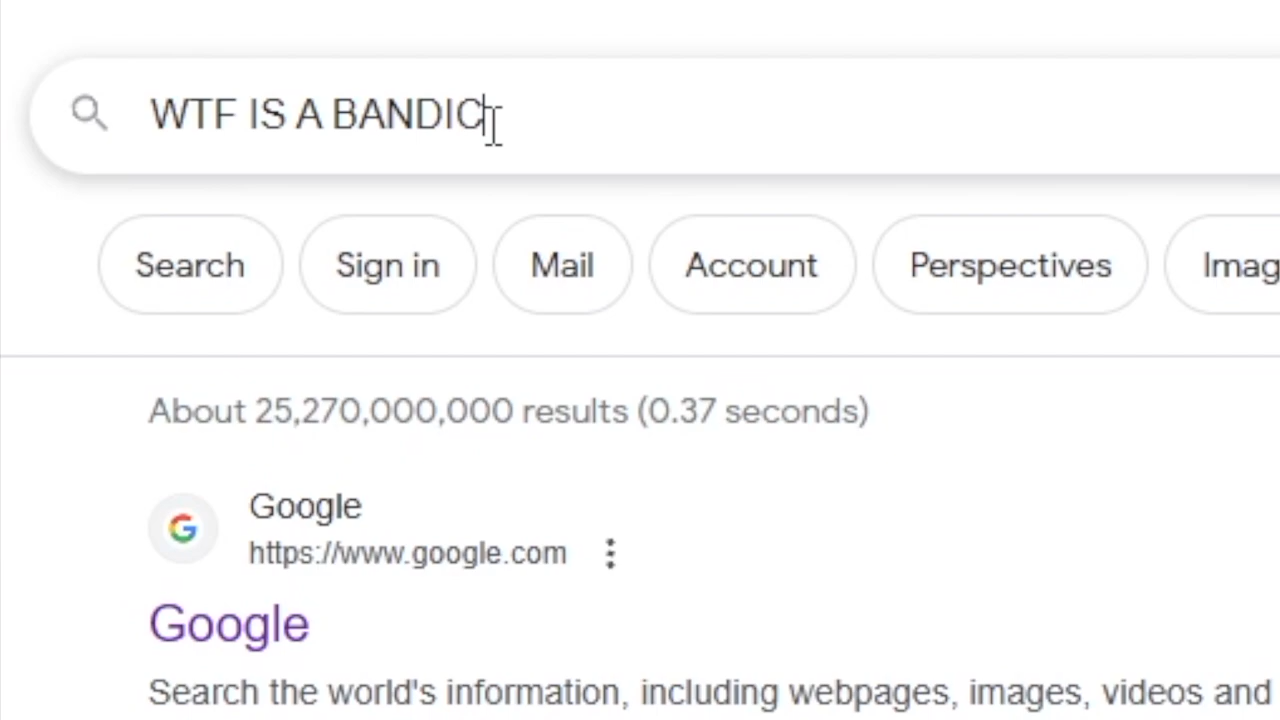 WTF IS A BANDIC
Search Sign in Mail Account Perspectives Imag
About 25,270,000,000 results (0.37 seconds)
Google
https://www.google.com
Google
Search the world's information, including webpages, images, videos and